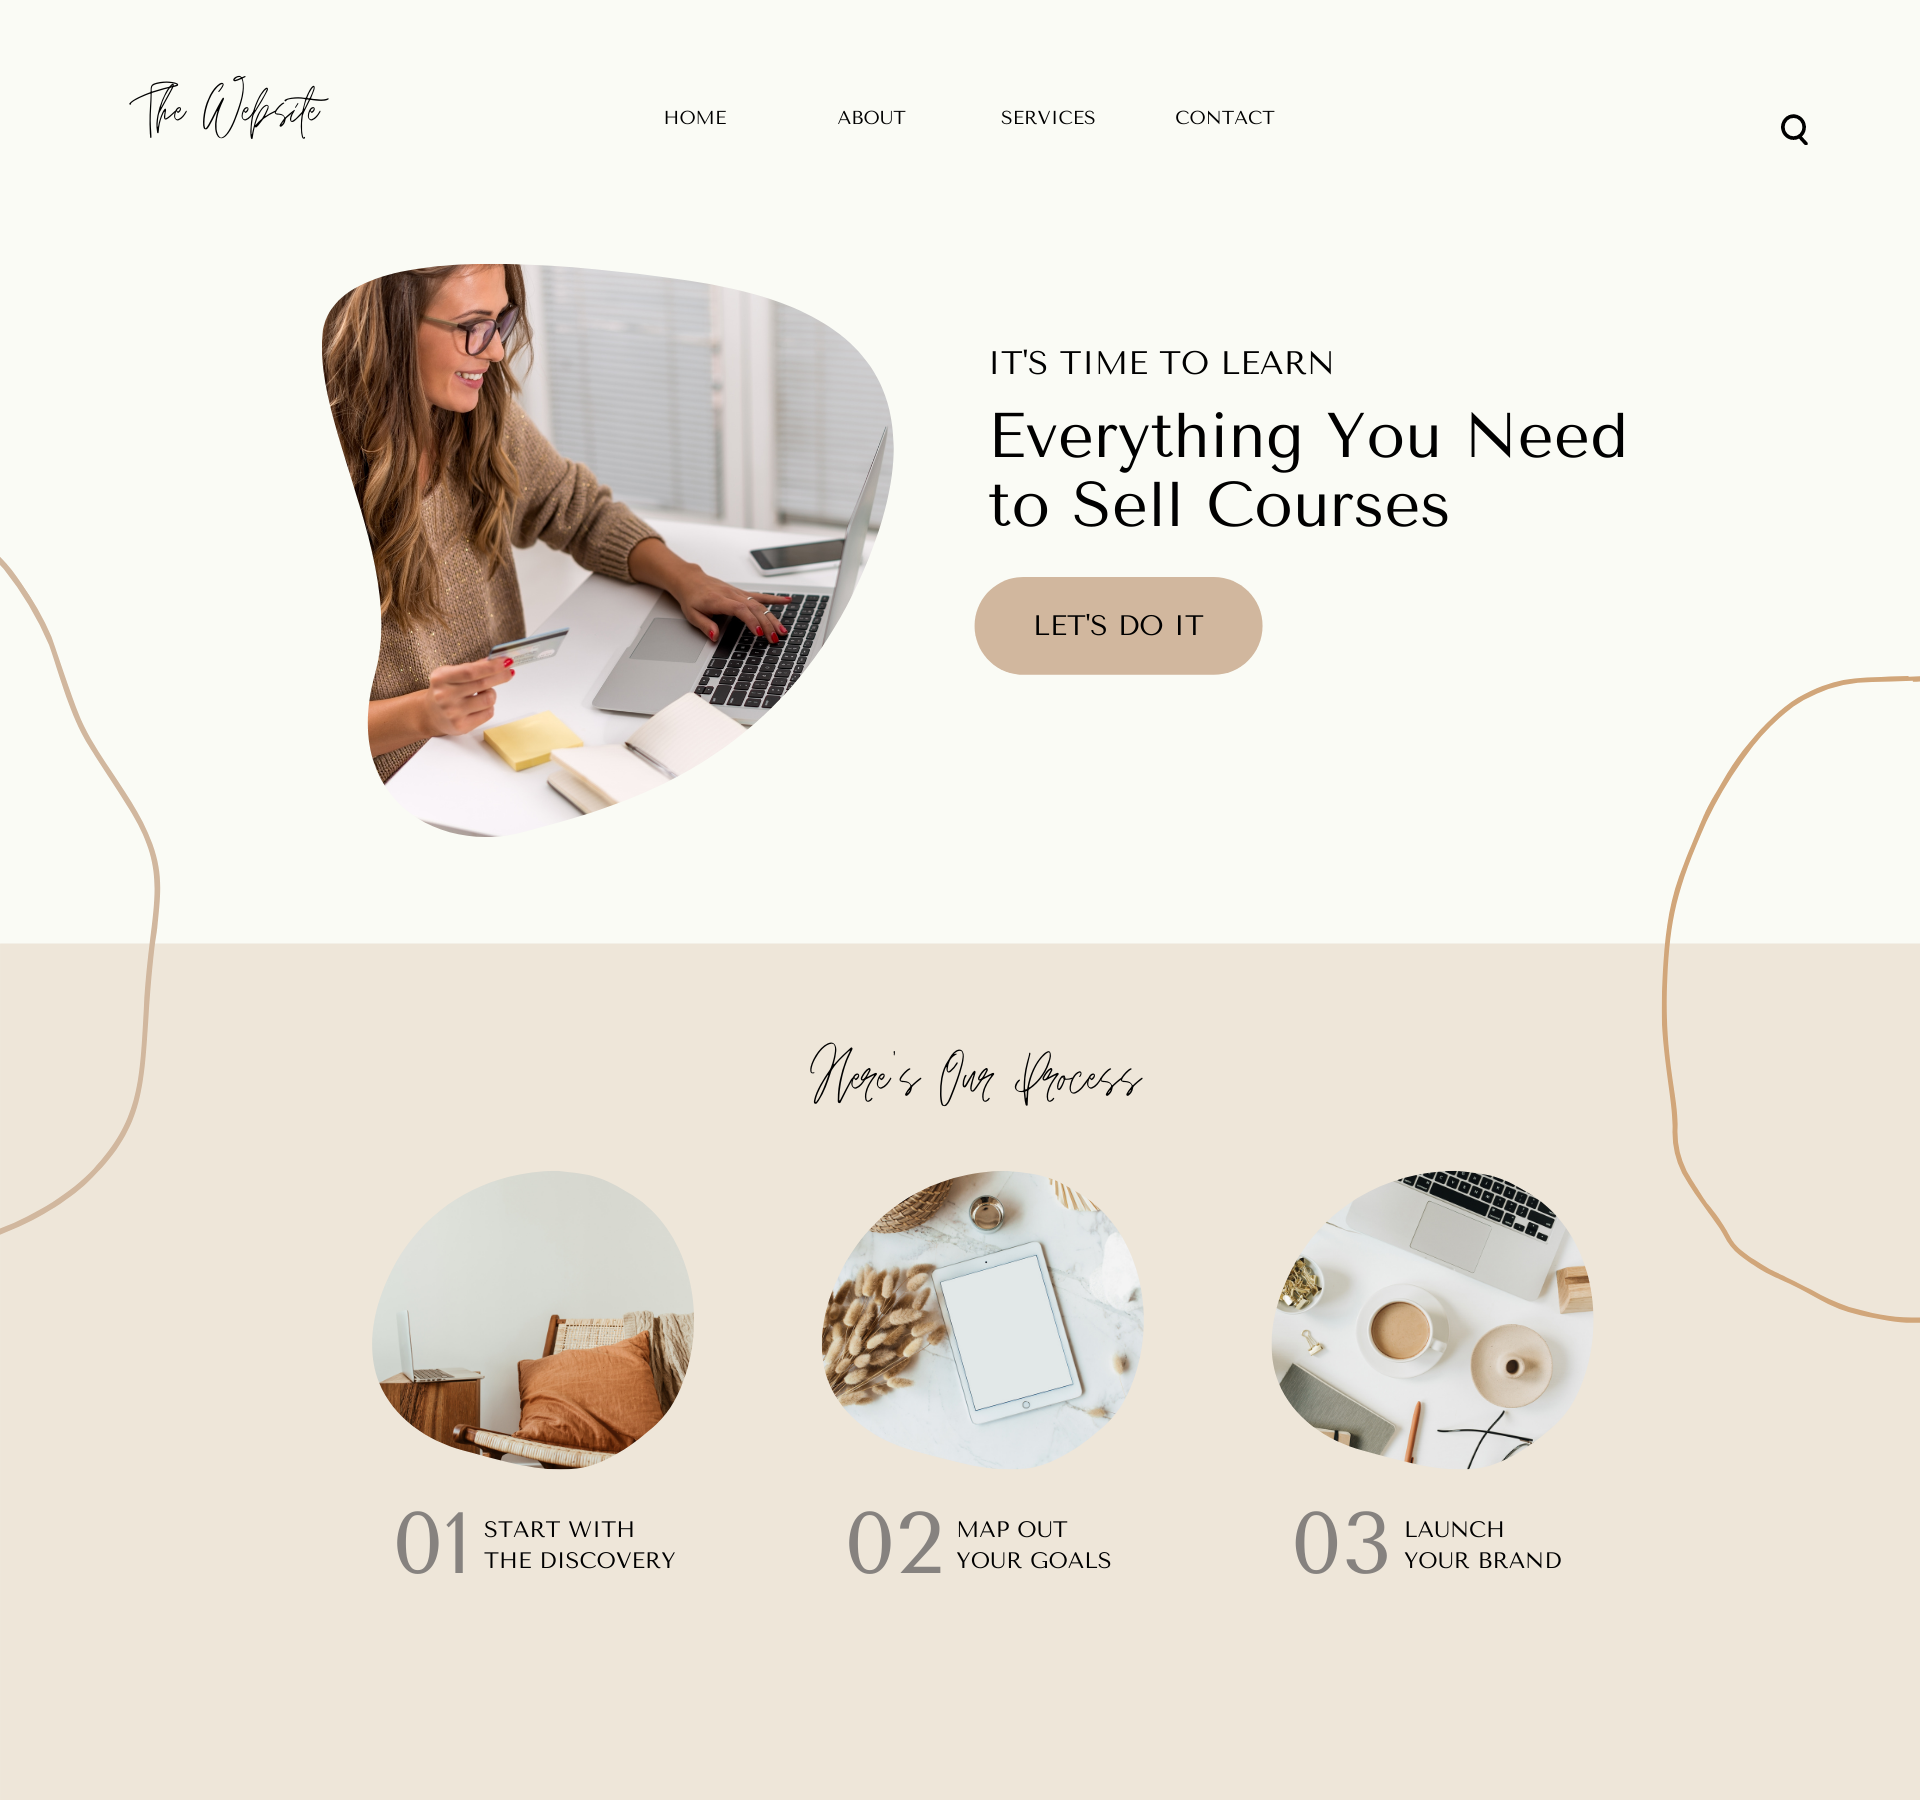 The Website
HOME
ABOUT
SERVICES
CONTACT
IT'S TIME TO LEARN
Everything You Need
to Sell Courses
LET'S DO IT
Here's Our Process
01
START WITH
THE DISCOVERY
02
MAP OUT
YOUR GOALS
03
LAUNCH
YOUR BRAND